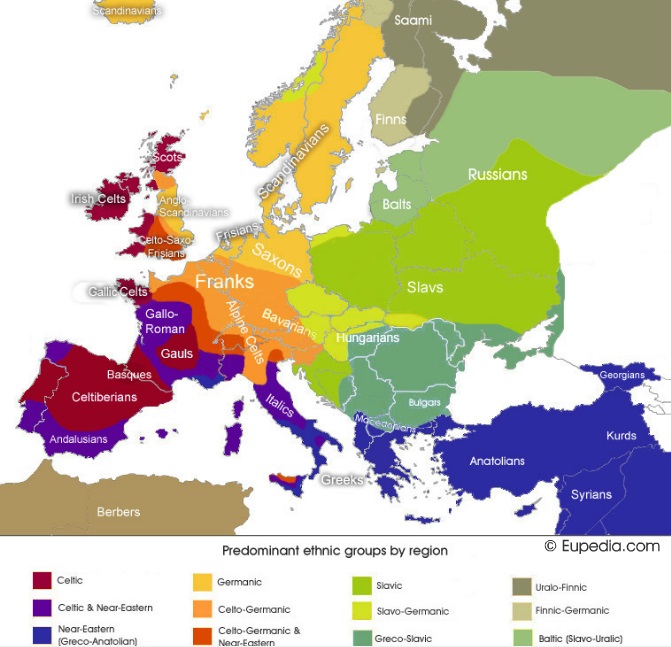 Scandinavians
Saami
Finns
Scandinavians
Scots
Russians
Irish Celts
Anglo
Scandinavians
Balts
Frisians
Celto-Saxo-
Frisians
Saxons
Franks
Slavs
Gallic Celts
Gallo-
Roman
Alpine Celts
Bavarians
Hungarians
Gauls
Basques
Georgians
Celtiberians
Italics
Bulgars
Macedonians
Andalusians
Kurds
Anatolians
Greeks
Syrians
Berbers
© Eupedia.com
Predominant ethnic groups by region
Celtic
Celtic & Near-Eastern
Near-Eastern
(Greco-Anatolian)
Germanic
Celto-Germanic
Celto-Germanic &
Near-Eastern
Slavic
Slavo-Germanic
Greco-Slavic
Uralo-Finnic
Finnic-Germanic
Baltic (Slavo-Uralic)